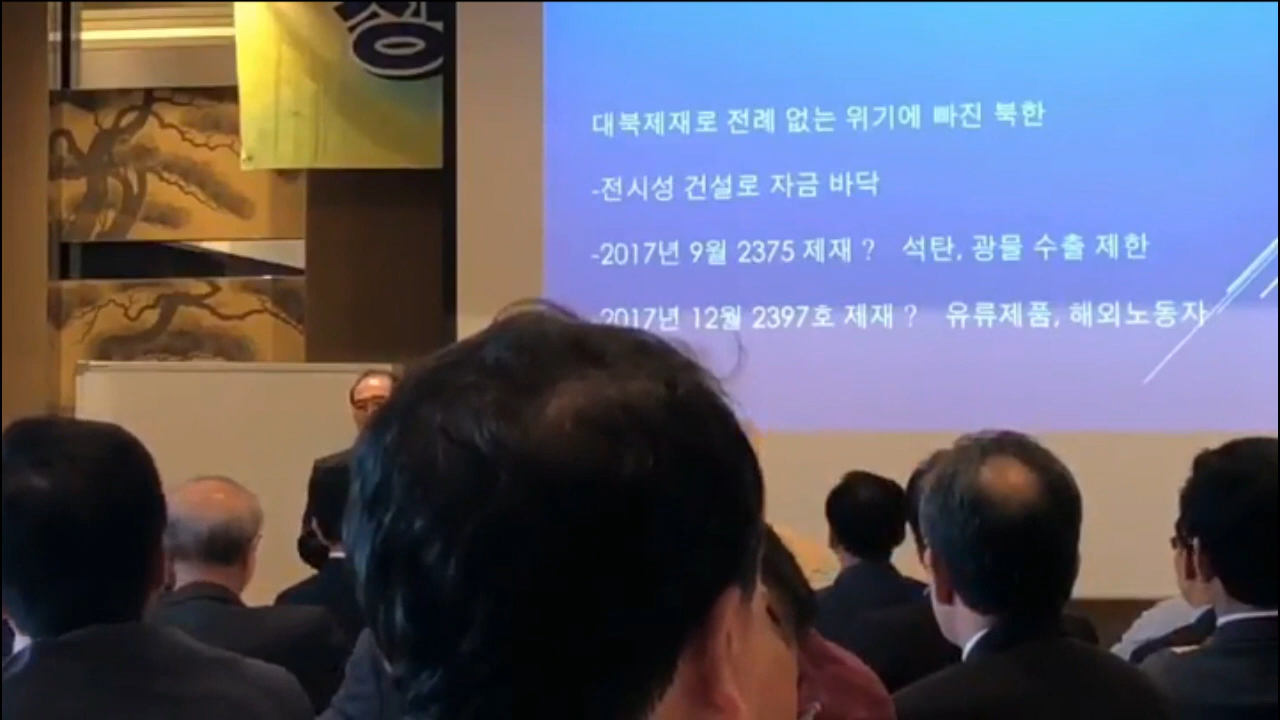 대북제재로 전례 없는 위기에 빠진 북한
-전시성 건설로 자금 바닥
-2017년 9월 2375 제재 ? 석탄, 광물 수출 제한
-2017년 12월 2397호 제재 ? 유류제품, 해외노동자